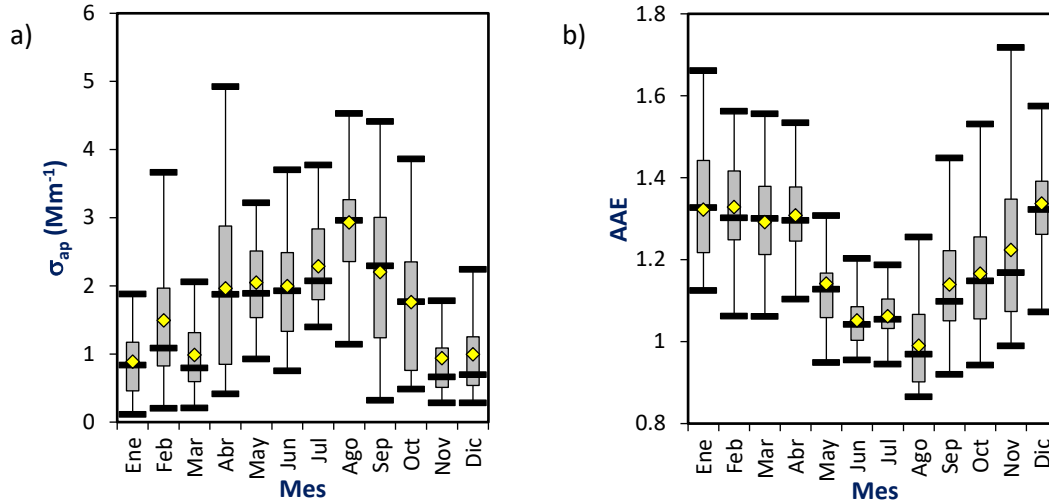 a)
6
5
4
3
2
1
0
σap (Mm-1)
Ene
Feb
Mar
Abr
May
Jun
Jul
Ago
Sep
Oct
Nov
Dic
Mes
b)
1.8
1.6
1.4
1.2
1
0.8
AAE
Ene
Feb
Mar
Abr
May
Jun
Jul
Ago
Sep
Oct
Nov
Dic
Mes